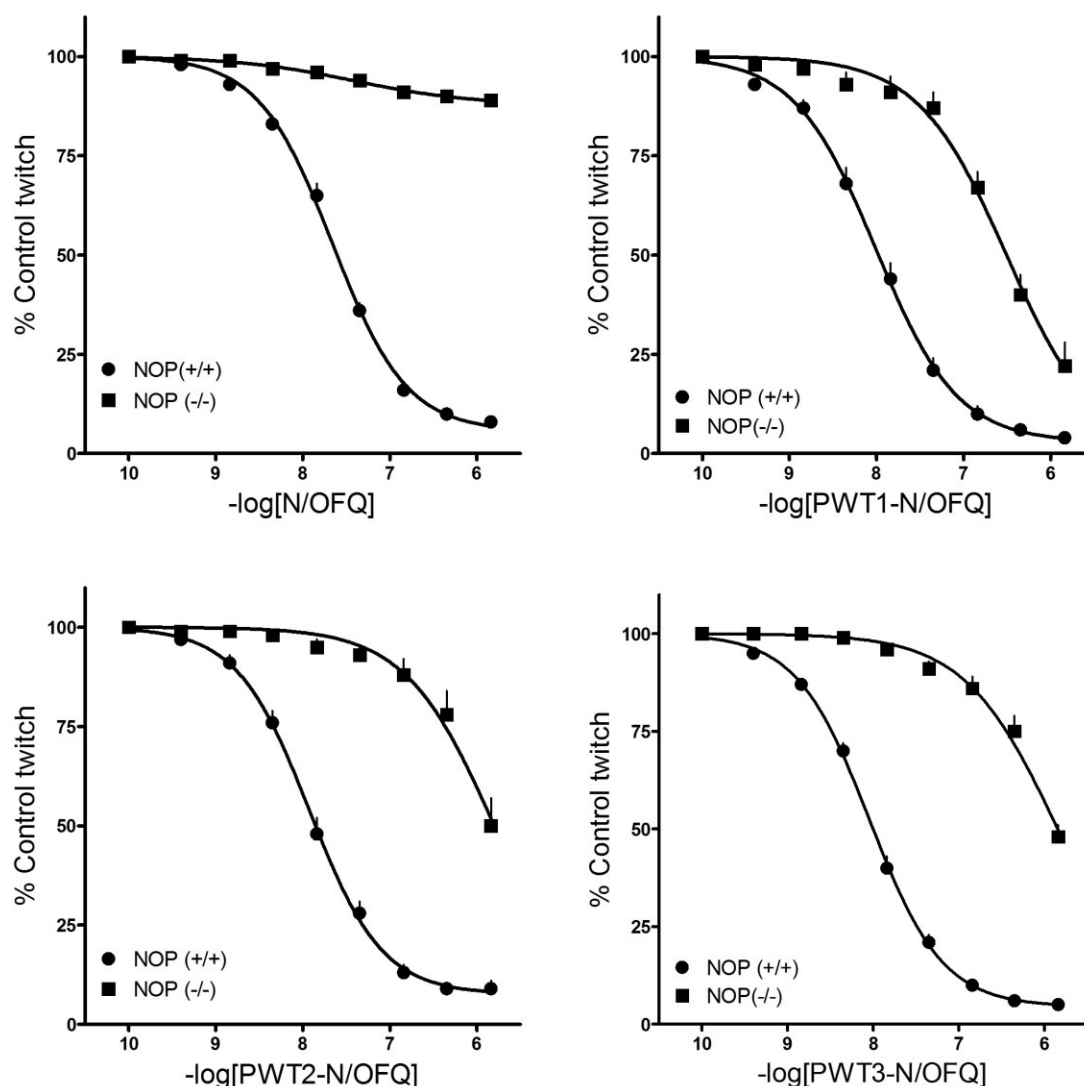 % Control twitch
100
75
50
25
0
NOP(+/+)
NOP (-/-)
10 9 8 7 6
-log[N/OFQ]
% Control twitch
100
75
50
25
0
NOP (+/+)
NOP(-/-)
10 9 8 7 6
-log[PWT1-N/OFQ]
% Control twitch
100
75
50
25
0
NOP (+/+)
NOP (-/-)
10 9 8 7 6
-log[PWT2-N/OFQ]
% Control twitch
100
75
50
25
0
NOP (+/+)
NOP(-/-)
10 9 8 7 6
-log[PWT3-N/OFQ]